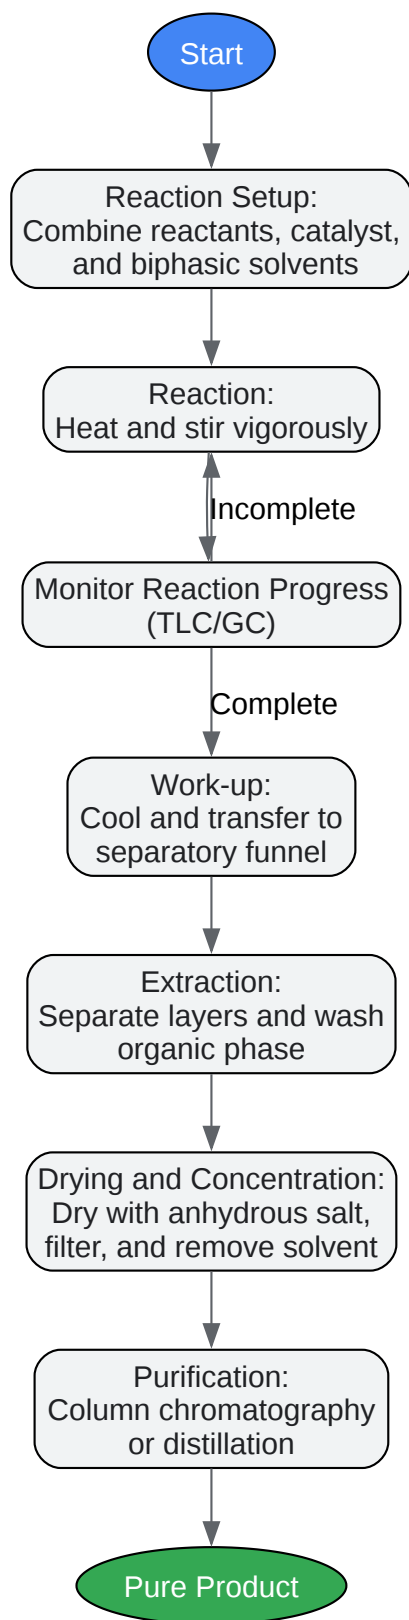 Start
Reaction Setup:
Combine reactants, catalyst,
and biphasic solvents
Reaction:
Heat and stir vigorously
Incomplete
Monitor Reaction Progress
(TLC/GC)
Complete
Work-up:
Cool and transfer to
separatory funnel
Extraction:
Separate layers and wash
organic phase
Drying and Concentration:
Dry with anhydrous salt,
filter, and remove solvent
Purification:
Column chromatography
or distillation
Pure Product